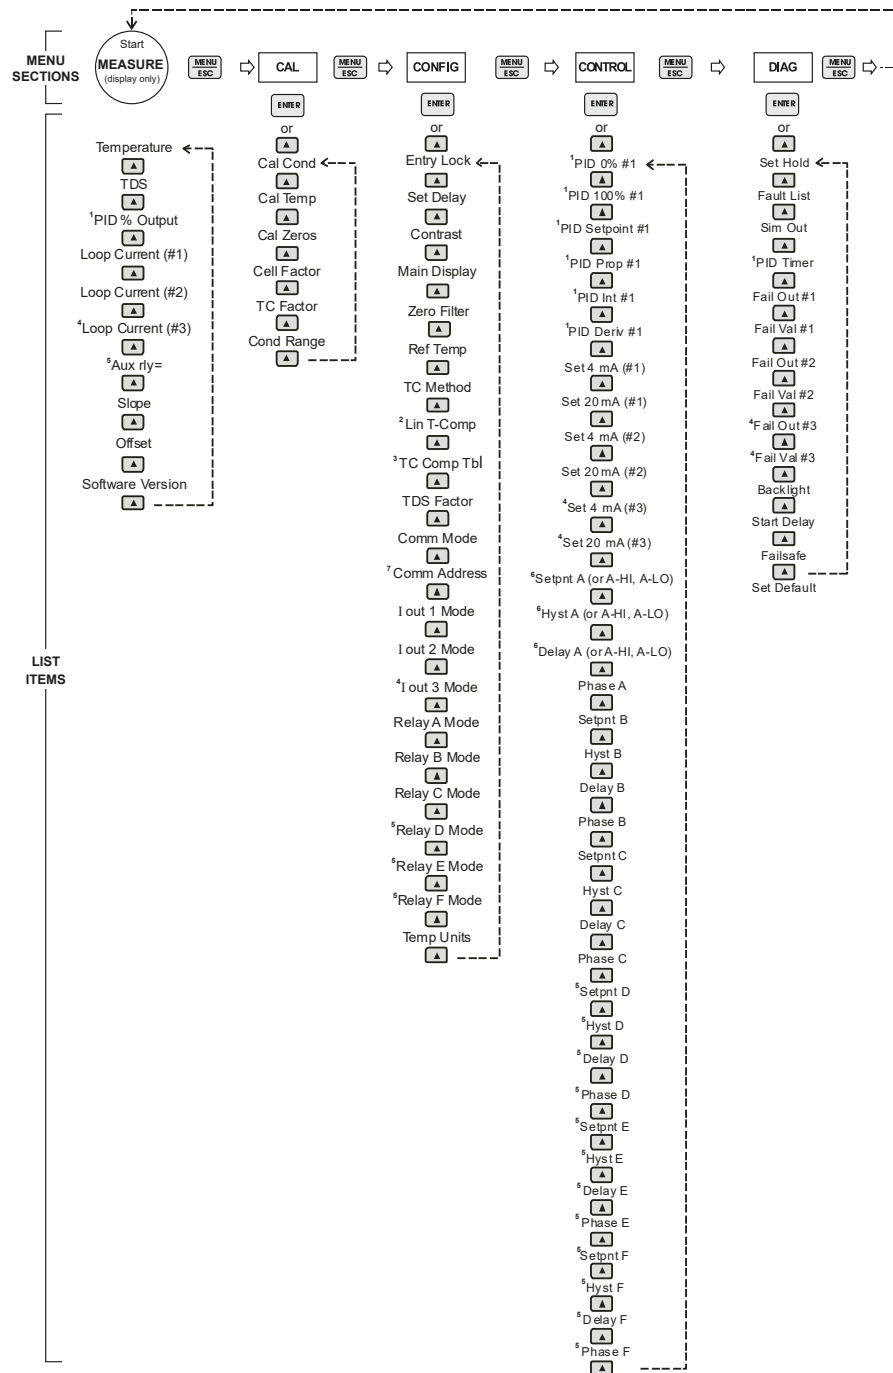 MENU
SECTIONS
Start
MEASURE
(display only)
MENU
ESC
CAL
MENU
ESC
CONFIG
MENU
ESC
CONTROL
MENU
ESC
DIAG
MENU
ESC
LIST
ITEMS
Temperature
TDS
¹PID % Output
Loop Current (#1)
Loop Current (#2)
⁴Loop Current (#3)
⁵Aux rly=
Slope
Offset
Software Version
ENTER
or
Cal Cond
Cal Temp
Cal Zeros
Cell Factor
TC Factor
Cond Range
ENTER
or
Entry Lock
Set Delay
Contrast
Main Display
Zero Filter
Ref Temp
TC Method
²Lin T-Comp
³TC Comp Tbl
TDS Factor
Comm Mode
⁷Comm Address
I out 1 Mode
I out 2 Mode
⁴I out 3 Mode
Relay A Mode
Relay B Mode
Relay C Mode
⁵Relay D Mode
⁵Relay E Mode
⁵Relay F Mode
Temp Units
ENTER
or
¹PID 0% #1
¹PID 100% #1
¹PID Setpoint #1
¹PID Prop #1
¹PID Int #1
¹PID Deriv #1
Set 4 mA (#1)
Set 20 mA (#1)
Set 4 mA (#2)
Set 20 mA (#2)
⁴Set 4 mA (#3)
⁴Set 20 mA (#3)
⁶Setpnt A (or A-HI, A-LO)
⁶Hyst A (or A-HI, A-LO)
⁶Delay A (or A-HI, A-LO)
Phase A
Setpnt B
Hyst B
Delay B
Phase B
Setpnt C
Hyst C
Delay C
Phase C
⁵Setpnt D
⁵Hyst D
⁵Delay D
⁵Phase D
⁵Setpnt E
⁵Hyst E
⁵Delay E
⁵Phase E
⁵Setpnt F
⁵Hyst F
⁵Delay F
⁵Phase F
ENTER
or
Set Hold
Fault List
Sim Out
¹PID Timer
Fail Out #1
Fail Val #1
Fail Out #2
Fail Val #2
⁴Fail Out #3
⁴Fail Val #3
Backlight
Start Delay
Failsafe
Set Default